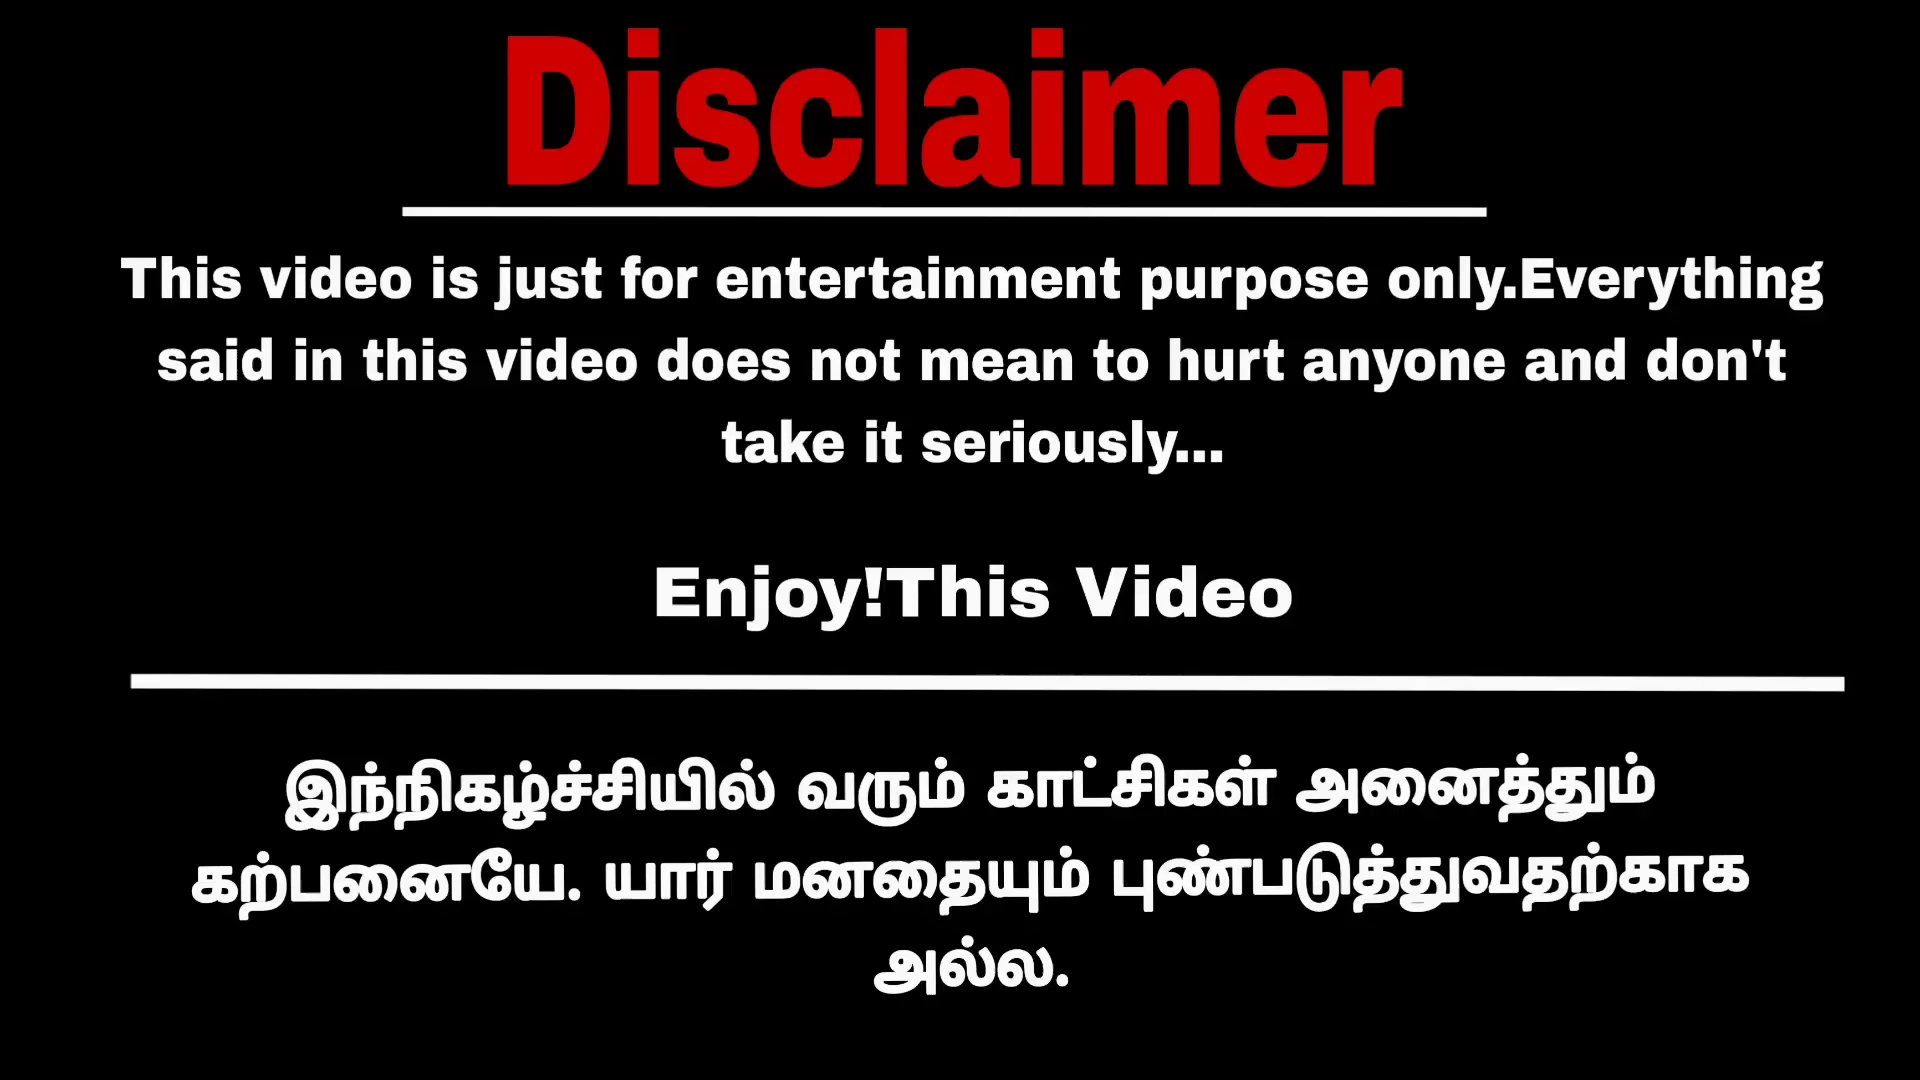 Disclaimer
This video is just for entertainment purpose only.Everything
said in this video does not mean to hurt anyone and don't
take it seriously...
Enjoy!This Video
இந்நிகழ்ச்சியில் வரும் காட்சிகள் அனைத்தும்
கற்பனையே. யார் மனதையும் புண்படுத்துவதற்காக
அல்ல.